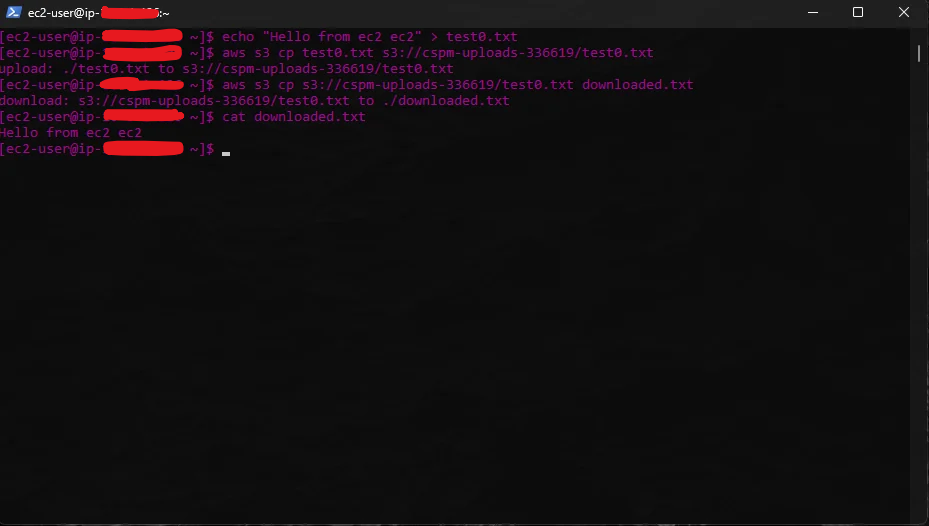 ec2-user@ip-:~
[ec2-user@ip- ~]$ echo "Hello from ec2 ec2" > test0.txt
[ec2-user@ip- ~]$ aws s3 cp test0.txt s3://cspm-uploads-336619/test0.txt
upload: ./test0.txt to s3://cspm-uploads-336619/test0.txt
[ec2-user@ip- ~]$ aws s3 cp s3://cspm-uploads-336619/test0.txt downloaded.txt
download: s3://cspm-uploads-336619/test0.txt to ./downloaded.txt
[ec2-user@ip- ~]$ cat downloaded.txt
Hello from ec2 ec2
[ec2-user@ip- ~]$